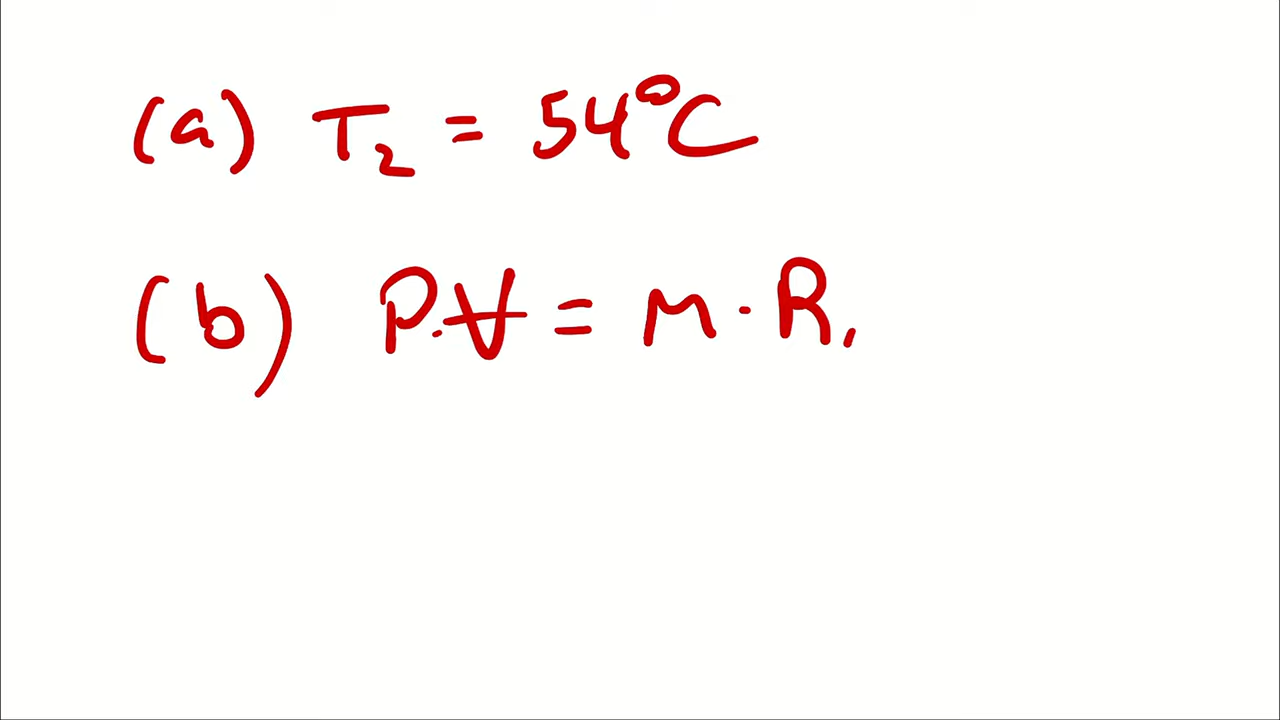 (a) T₂ = 54°C
(b) P.V̶ = m · R.